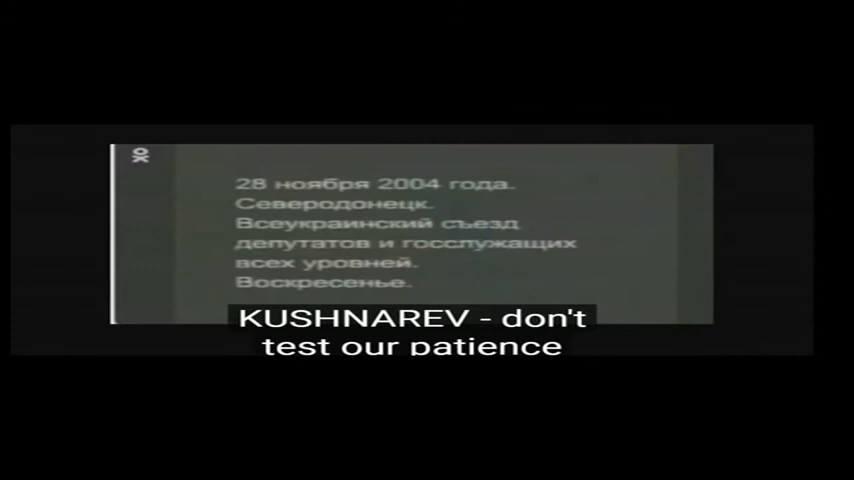 28 ноября 2004 года.
Северодонецк.
Всеукраинский съезд
депутатов и госслужащих
всех уровней.
Воскресенье.
KUSHNAREV - don't
test our patience